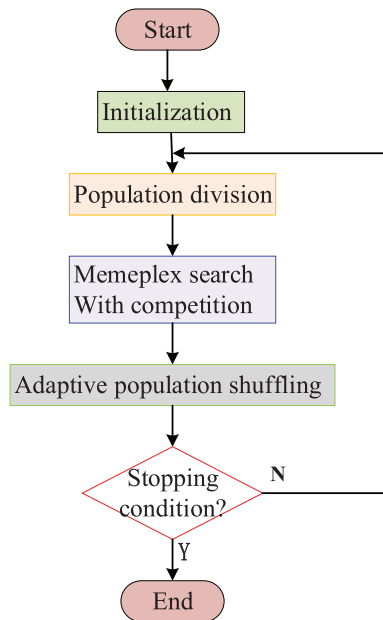 Start
Initialization
Population division
Memeplex search
With competition
Adaptive population shuffling
Stopping
condition?
N
Y
End